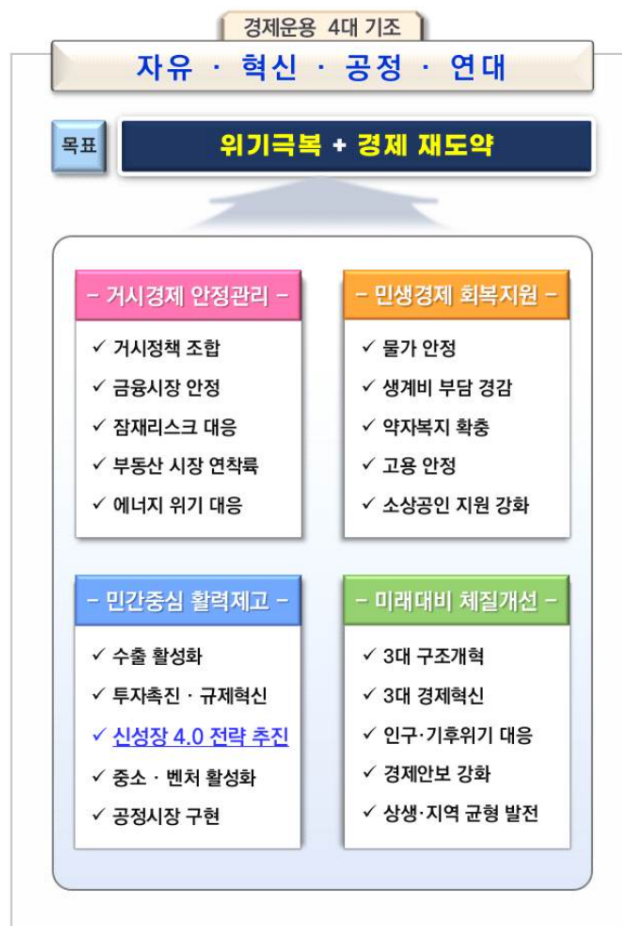 경제운용 4대 기조
자유 · 혁신 · 공정 · 연대
목표
위기극복 + 경제 재도약
- 거시경제 안정관리 -
✓ 거시정책 조합
✓ 금융시장 안정
✓ 잠재리스크 대응
✓ 부동산 시장 연착륙
✓ 에너지 위기 대응
- 민생경제 회복지원 -
✓ 물가 안정
✓ 생계비 부담 경감
✓ 약자복지 확충
✓ 고용 안정
✓ 소상공인 지원 강화
- 민간중심 활력제고 -
✓ 수출 활성화
✓ 투자촉진 · 규제혁신
✓ 신성장 4.0 전략 추진
✓ 중소 · 벤처 활성화
✓ 공정시장 구현
- 미래대비 체질개선 -
✓ 3대 구조개혁
✓ 3대 경제혁신
✓ 인구·기후위기 대응
✓ 경제안보 강화
✓ 상생·지역 균형 발전